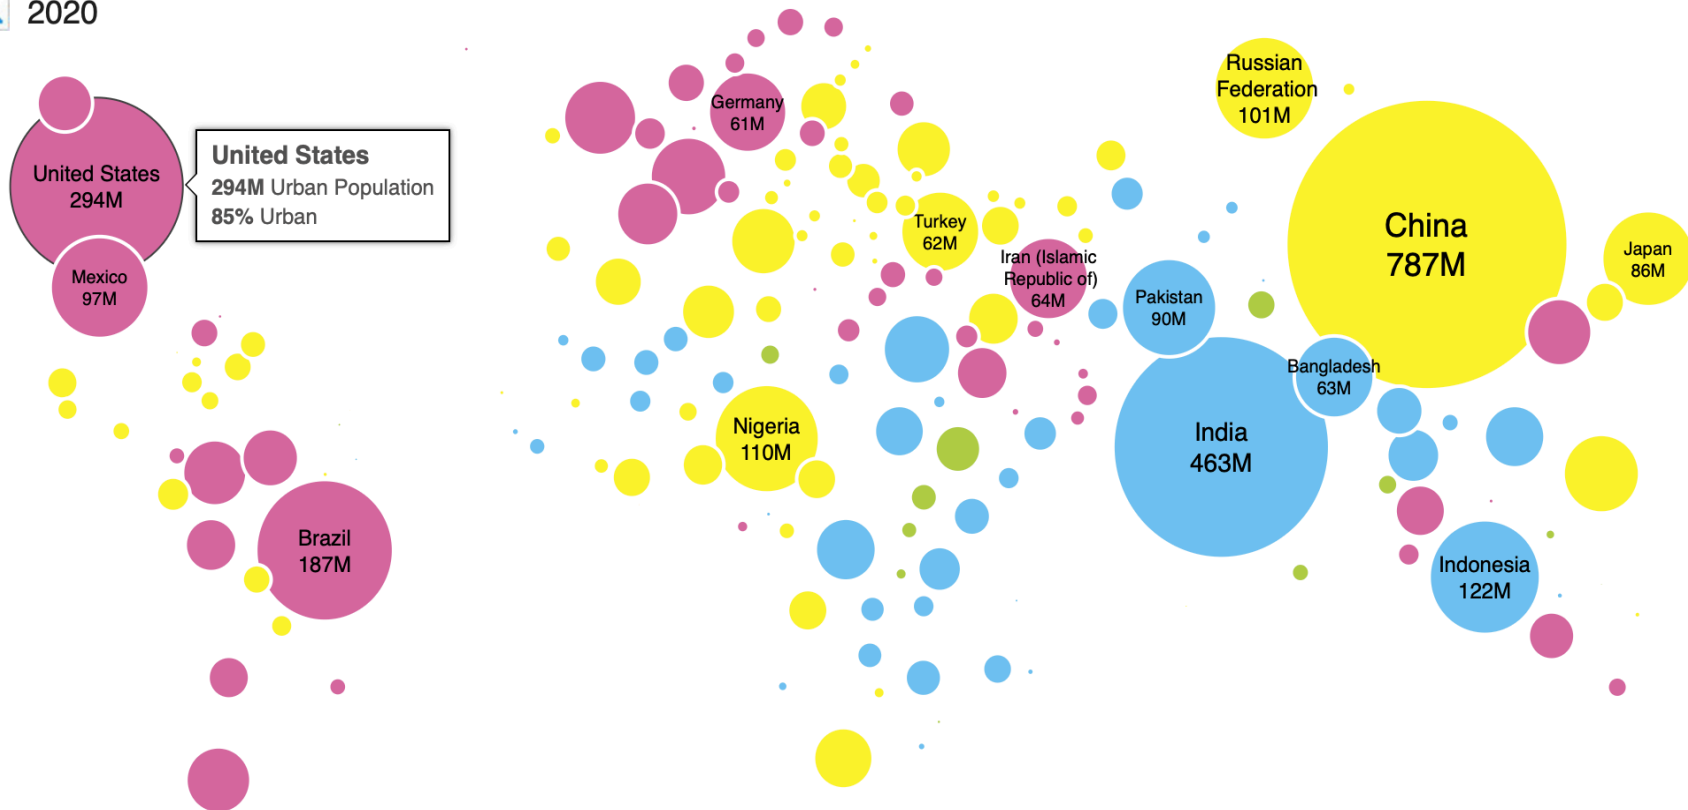 2020
United States
294M
United States
294M Urban Population
85% Urban
Mexico
97M
Brazil
187M
Germany
61M
Turkey
62M
Iran (Islamic
Republic of)
64M
Nigeria
110M
Russian
Federation
101M
China
787M
Japan
86M
Pakistan
90M
Bangladesh
63M
India
463M
Indonesia
122M